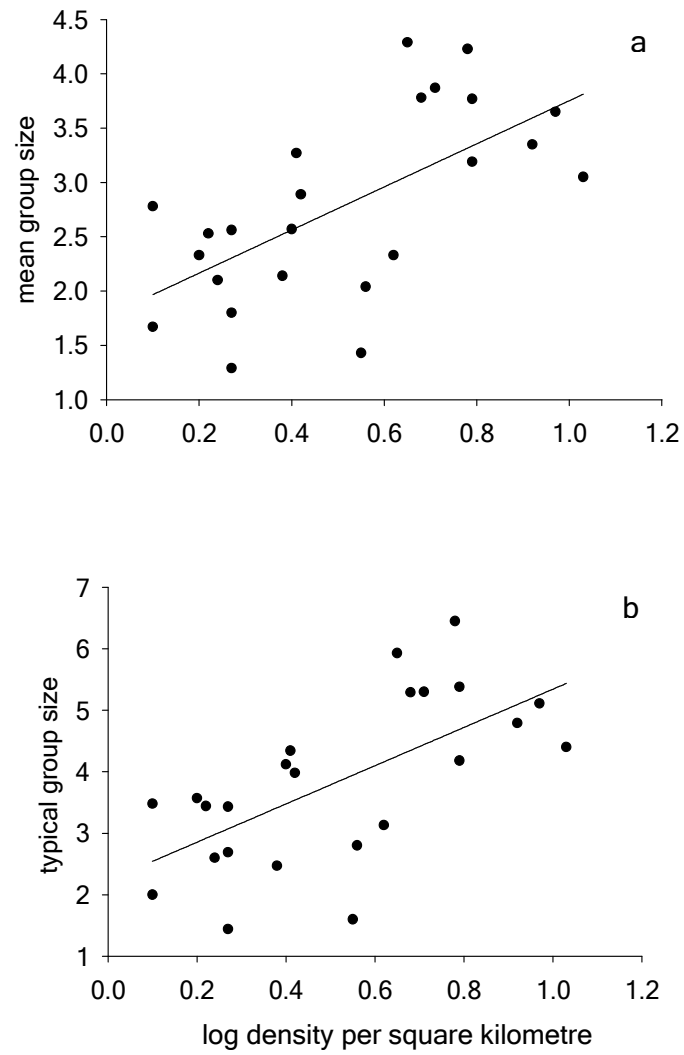 a
mean group size
4.5
4.0
3.5
3.0
2.5
2.0
1.5
1.0
0.0 0.2 0.4 0.6 0.8 1.0 1.2
b
typical group size
7
6
5
4
3
2
1
0.0 0.2 0.4 0.6 0.8 1.0 1.2
log density per square kilometre